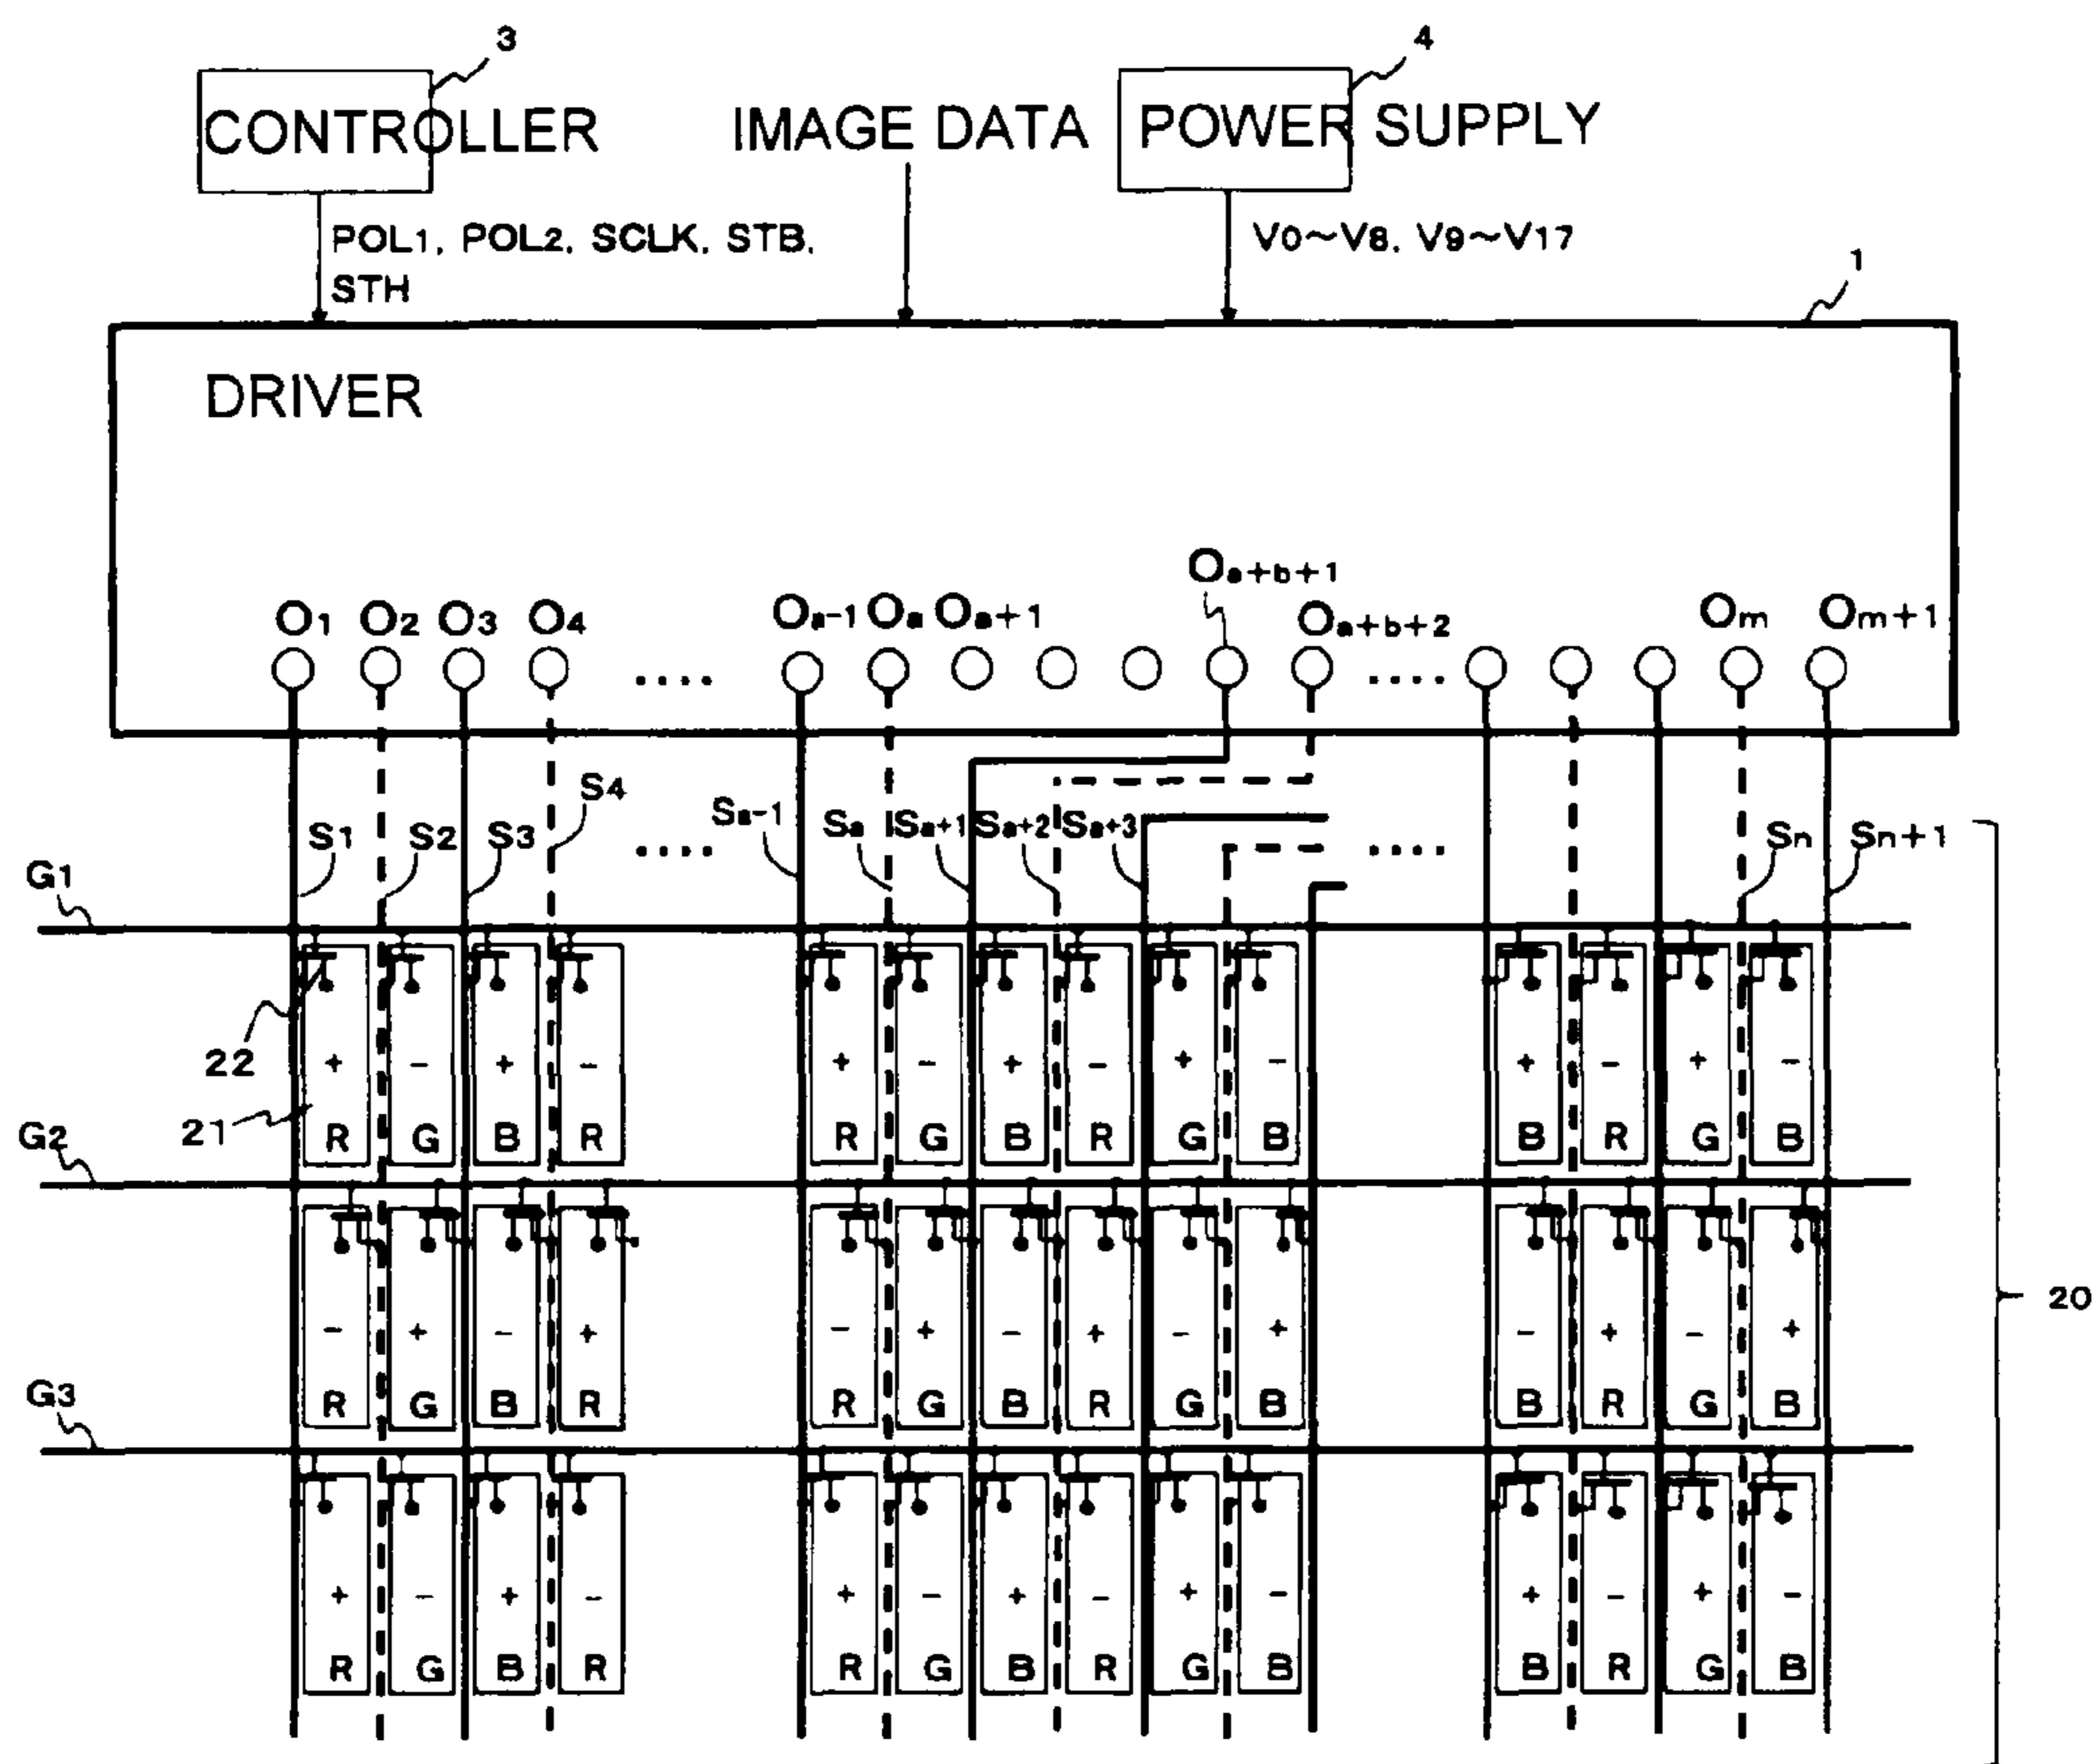 3
4
CONTROLLER IMAGE DATA POWER SUPPLY
POL1, POL2, SCLK, STB,
STH
V0~V8, V9~V17
1
DRIVER
Oa+b+1
O1 O2 O3 O4 Oa-1 Oa Oa+1 Oa+b+2 Om Om+1
.... ....
S4
S1 S2 S3 .... Sa-1 Sa Sa+1 Sa+2 Sa+3 .... Sn Sn+1
G1
22
+ - + - + - + - + - + - + -
21
R G B R R G B R G B B R G B
G2
20
- + - + - + - + - + - + - +
R G B R R G B R G B B R G B
G3
+ - + - + - + - + - + - + -
R G B R R G B R G B B R G B